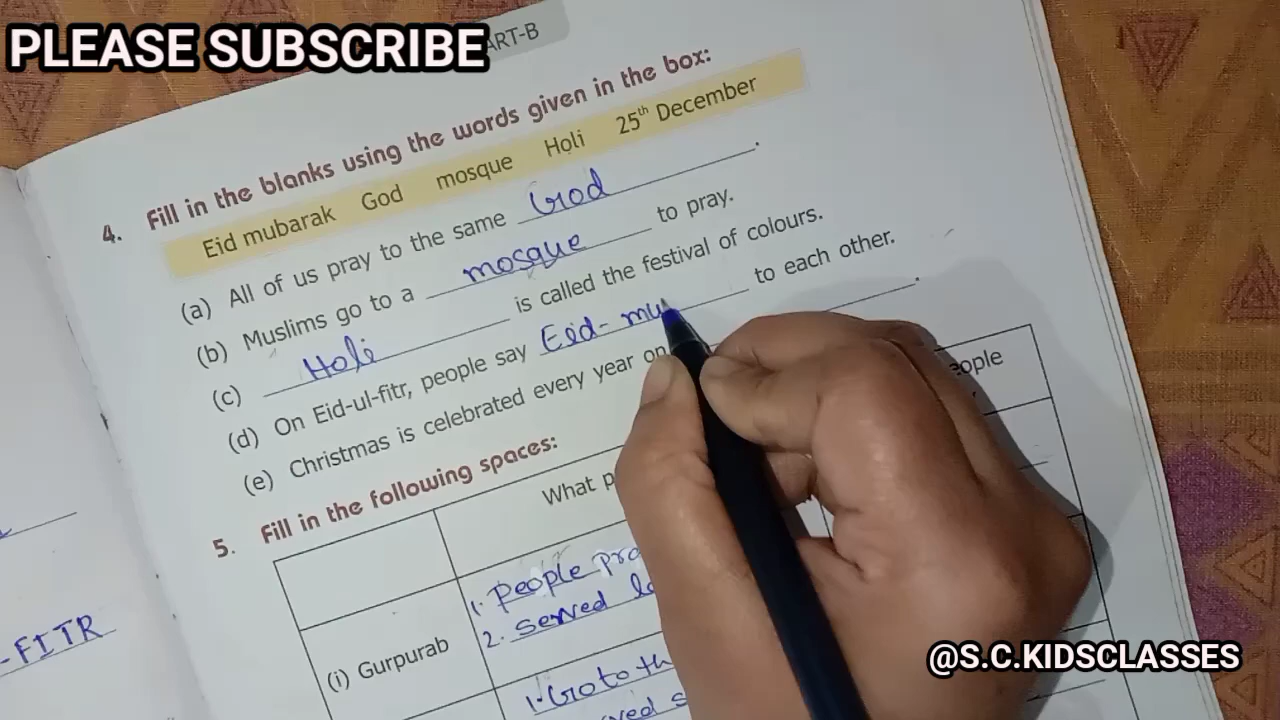 PLEASE SUBSCRIBE
ART-B
4. Fill in the blanks using the words given in the box:
Eid mubarak God mosque Holi 25th December
(a) All of us pray to the same God.
(b) Muslims go to a mosque to pray.
(c) Holi is called the festival of colours.
(d) On Eid-ul-fitr, people say Eid-mu to each other.
(e) Christmas is celebrated every year on .
5. Fill in the following spaces:
What p eople
(i) Gurpurab
1. People pra
2. served la
1. Go to th
ved s
-FITR
@S.C.KIDSCLASSES